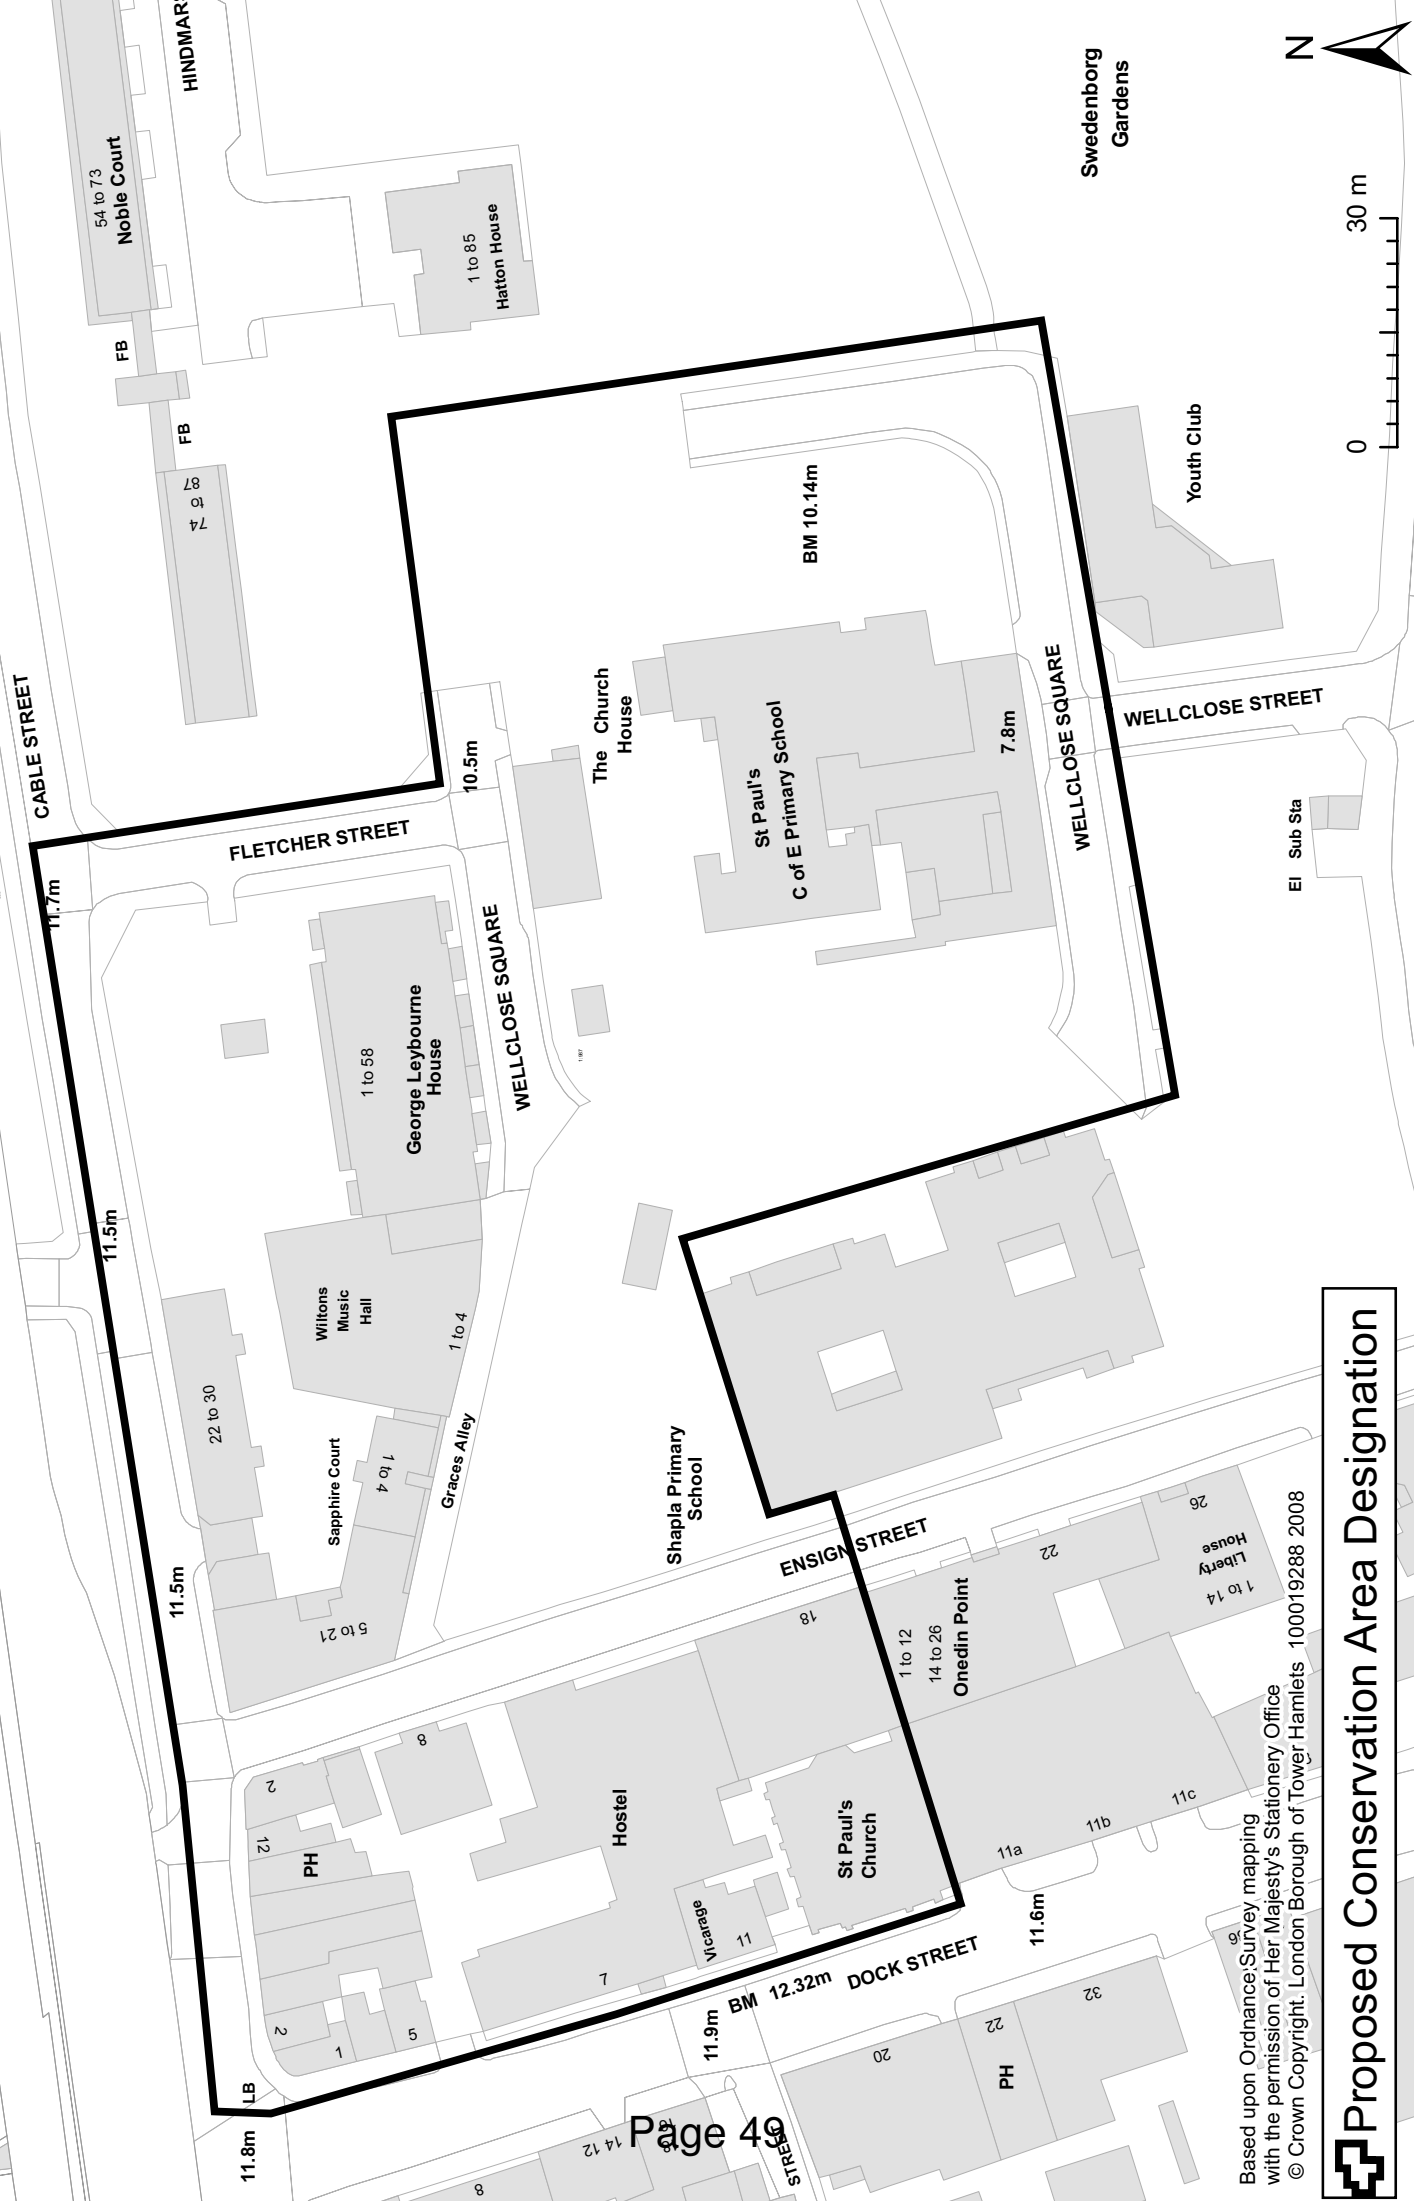 HINDMAR
54 to 73
Noble Court
FB
FB
74
to
87
1 to 85
Hatton House
Swedenborg
Gardens
N
0
30 m
CABLE STREET
11.7m
FLETCHER STREET
10.5m
The Church
House
BM 10.14m
Youth Club
St Paul's
C of E Primary School
7.8m
WELLCLOSE SQUARE
WELLCLOSE STREET
El Sub Sta
1 to 58
George Leybourne
House
WELLCLOSE SQUARE
11.5m
Wiltons
Music
Hall
1 to 4
22 to 30
Sapphire Court
1 to 4
Graces Alley
Shapla Primary
School
11.5m
5 to 21
ENSIGN STREET
18
1 to 12
14 to 26
Onedin Point
22
26
Liberty
House
1 to 14
2
8
12
PH
Hostel
St Paul's
Church
Vicarage
11
7
11a
11b
11c
11.6m
2
1
5
LB
11.8m
11.9m
BM 12.32m
DOCK STREET
20
22
PH
32
14 12
8
STREET
Page 49
Based upon Ordnance Survey mapping
with the permission of Her Majesty's Stationery Office
© Crown Copyright. London Borough of Tower Hamlets 100019288 2008
Proposed Conservation Area Designation